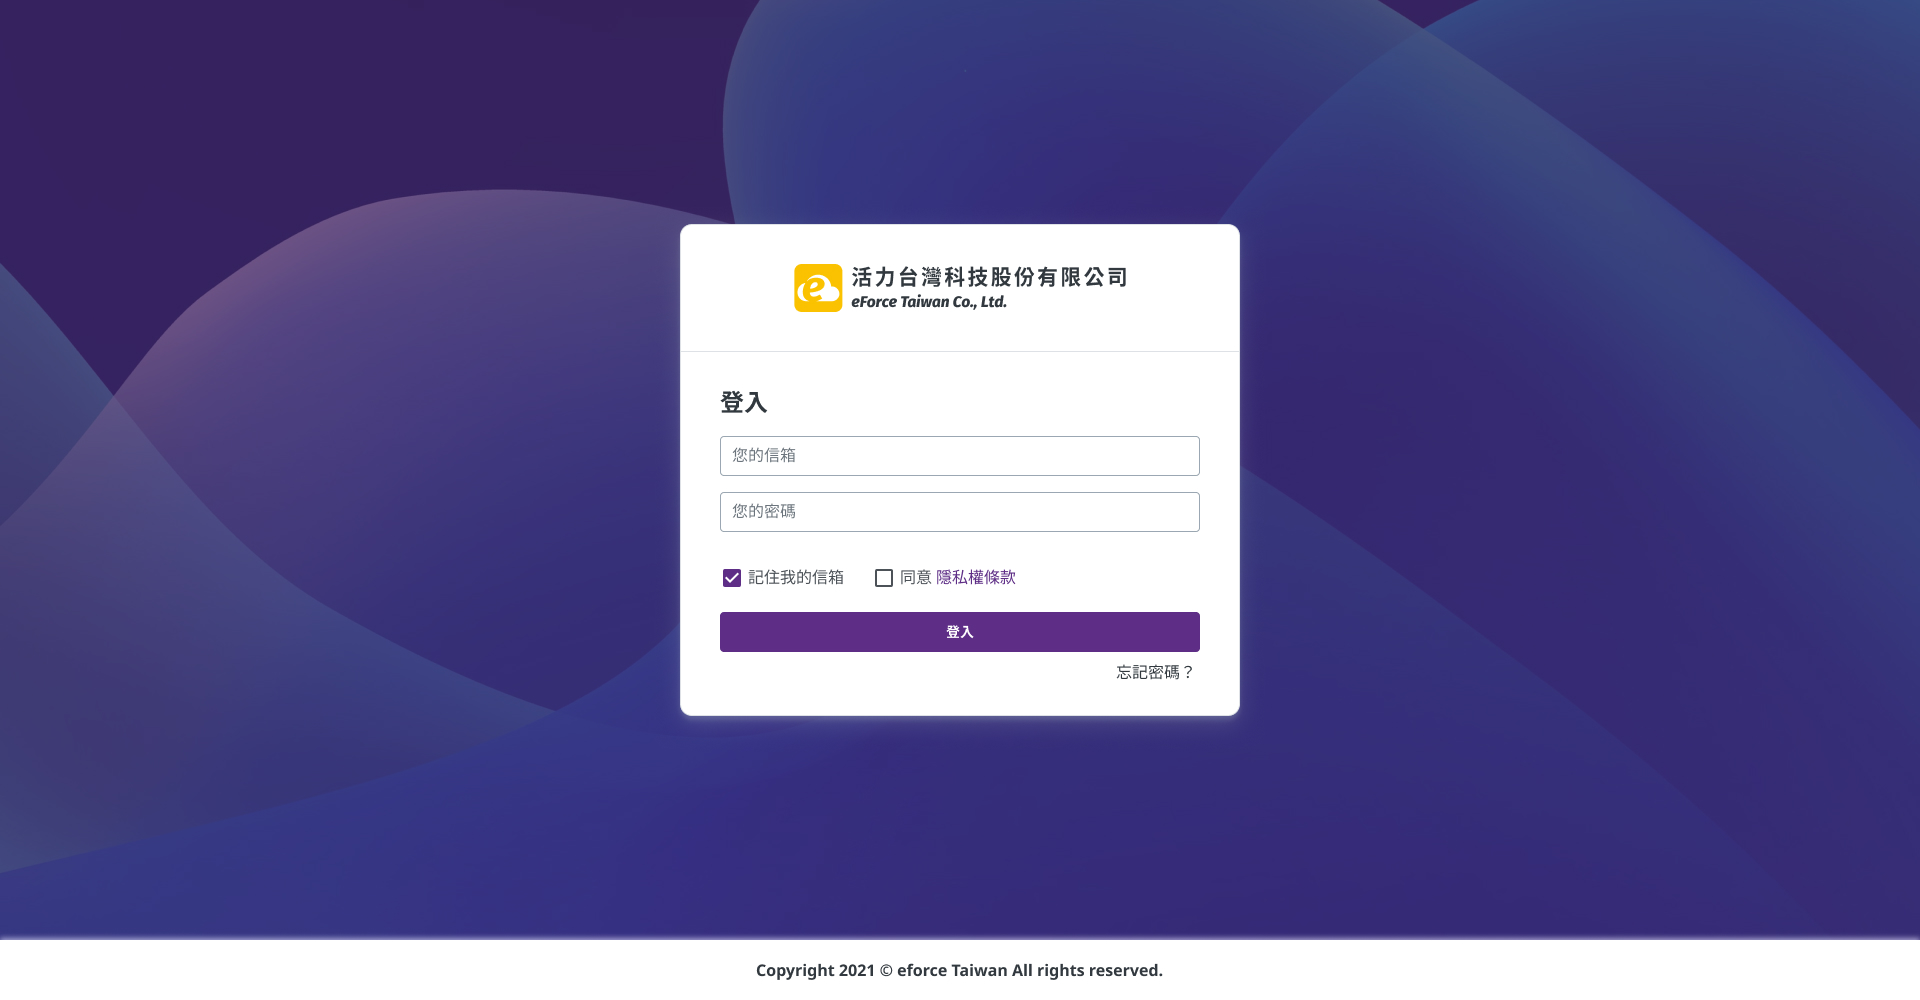 活力台灣科技股份有限公司
eForce Taiwan Co., Ltd.
登入
您的信箱
您的密碼
記住我的信箱 同意 隱私權條款
登入
忘記密碼？
Copyright 2021 © eforce Taiwan All rights reserved.